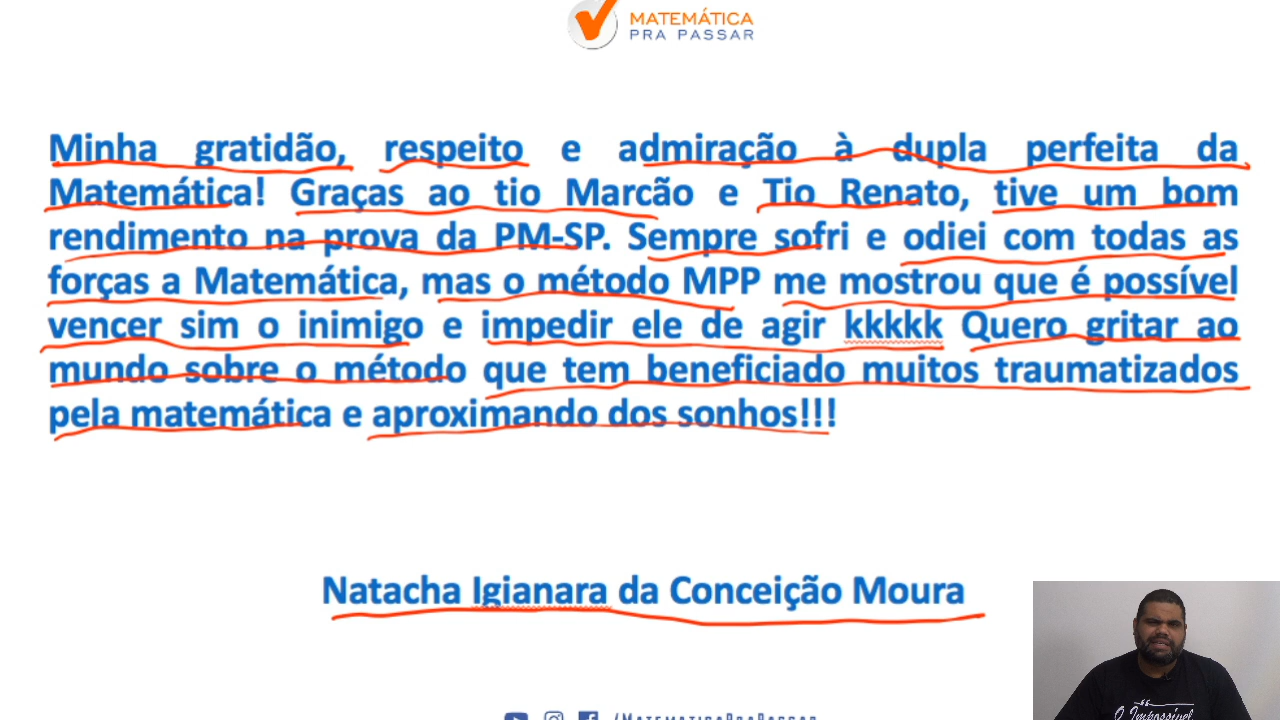 MATEMÁTICA
PRA PASSAR
Minha gratidão, respeito e admiração à dupla perfeita da
Matemática! Graças ao tio Marcão e Tio Renato, tive um bom
rendimento na prova da PM-SP. Sempre sofri e odiei com todas as
forças a Matemática, mas o método MPP me mostrou que é possível
vencer sim o inimigo e impedir ele de agir kkkkk Quero gritar ao
mundo sobre o método que tem beneficiado muitos traumatizados
pela matemática e aproximando dos sonhos!!!
Natacha Igianara da Conceição Moura
O Impossível
/MATEMATICAPRAPASSAR